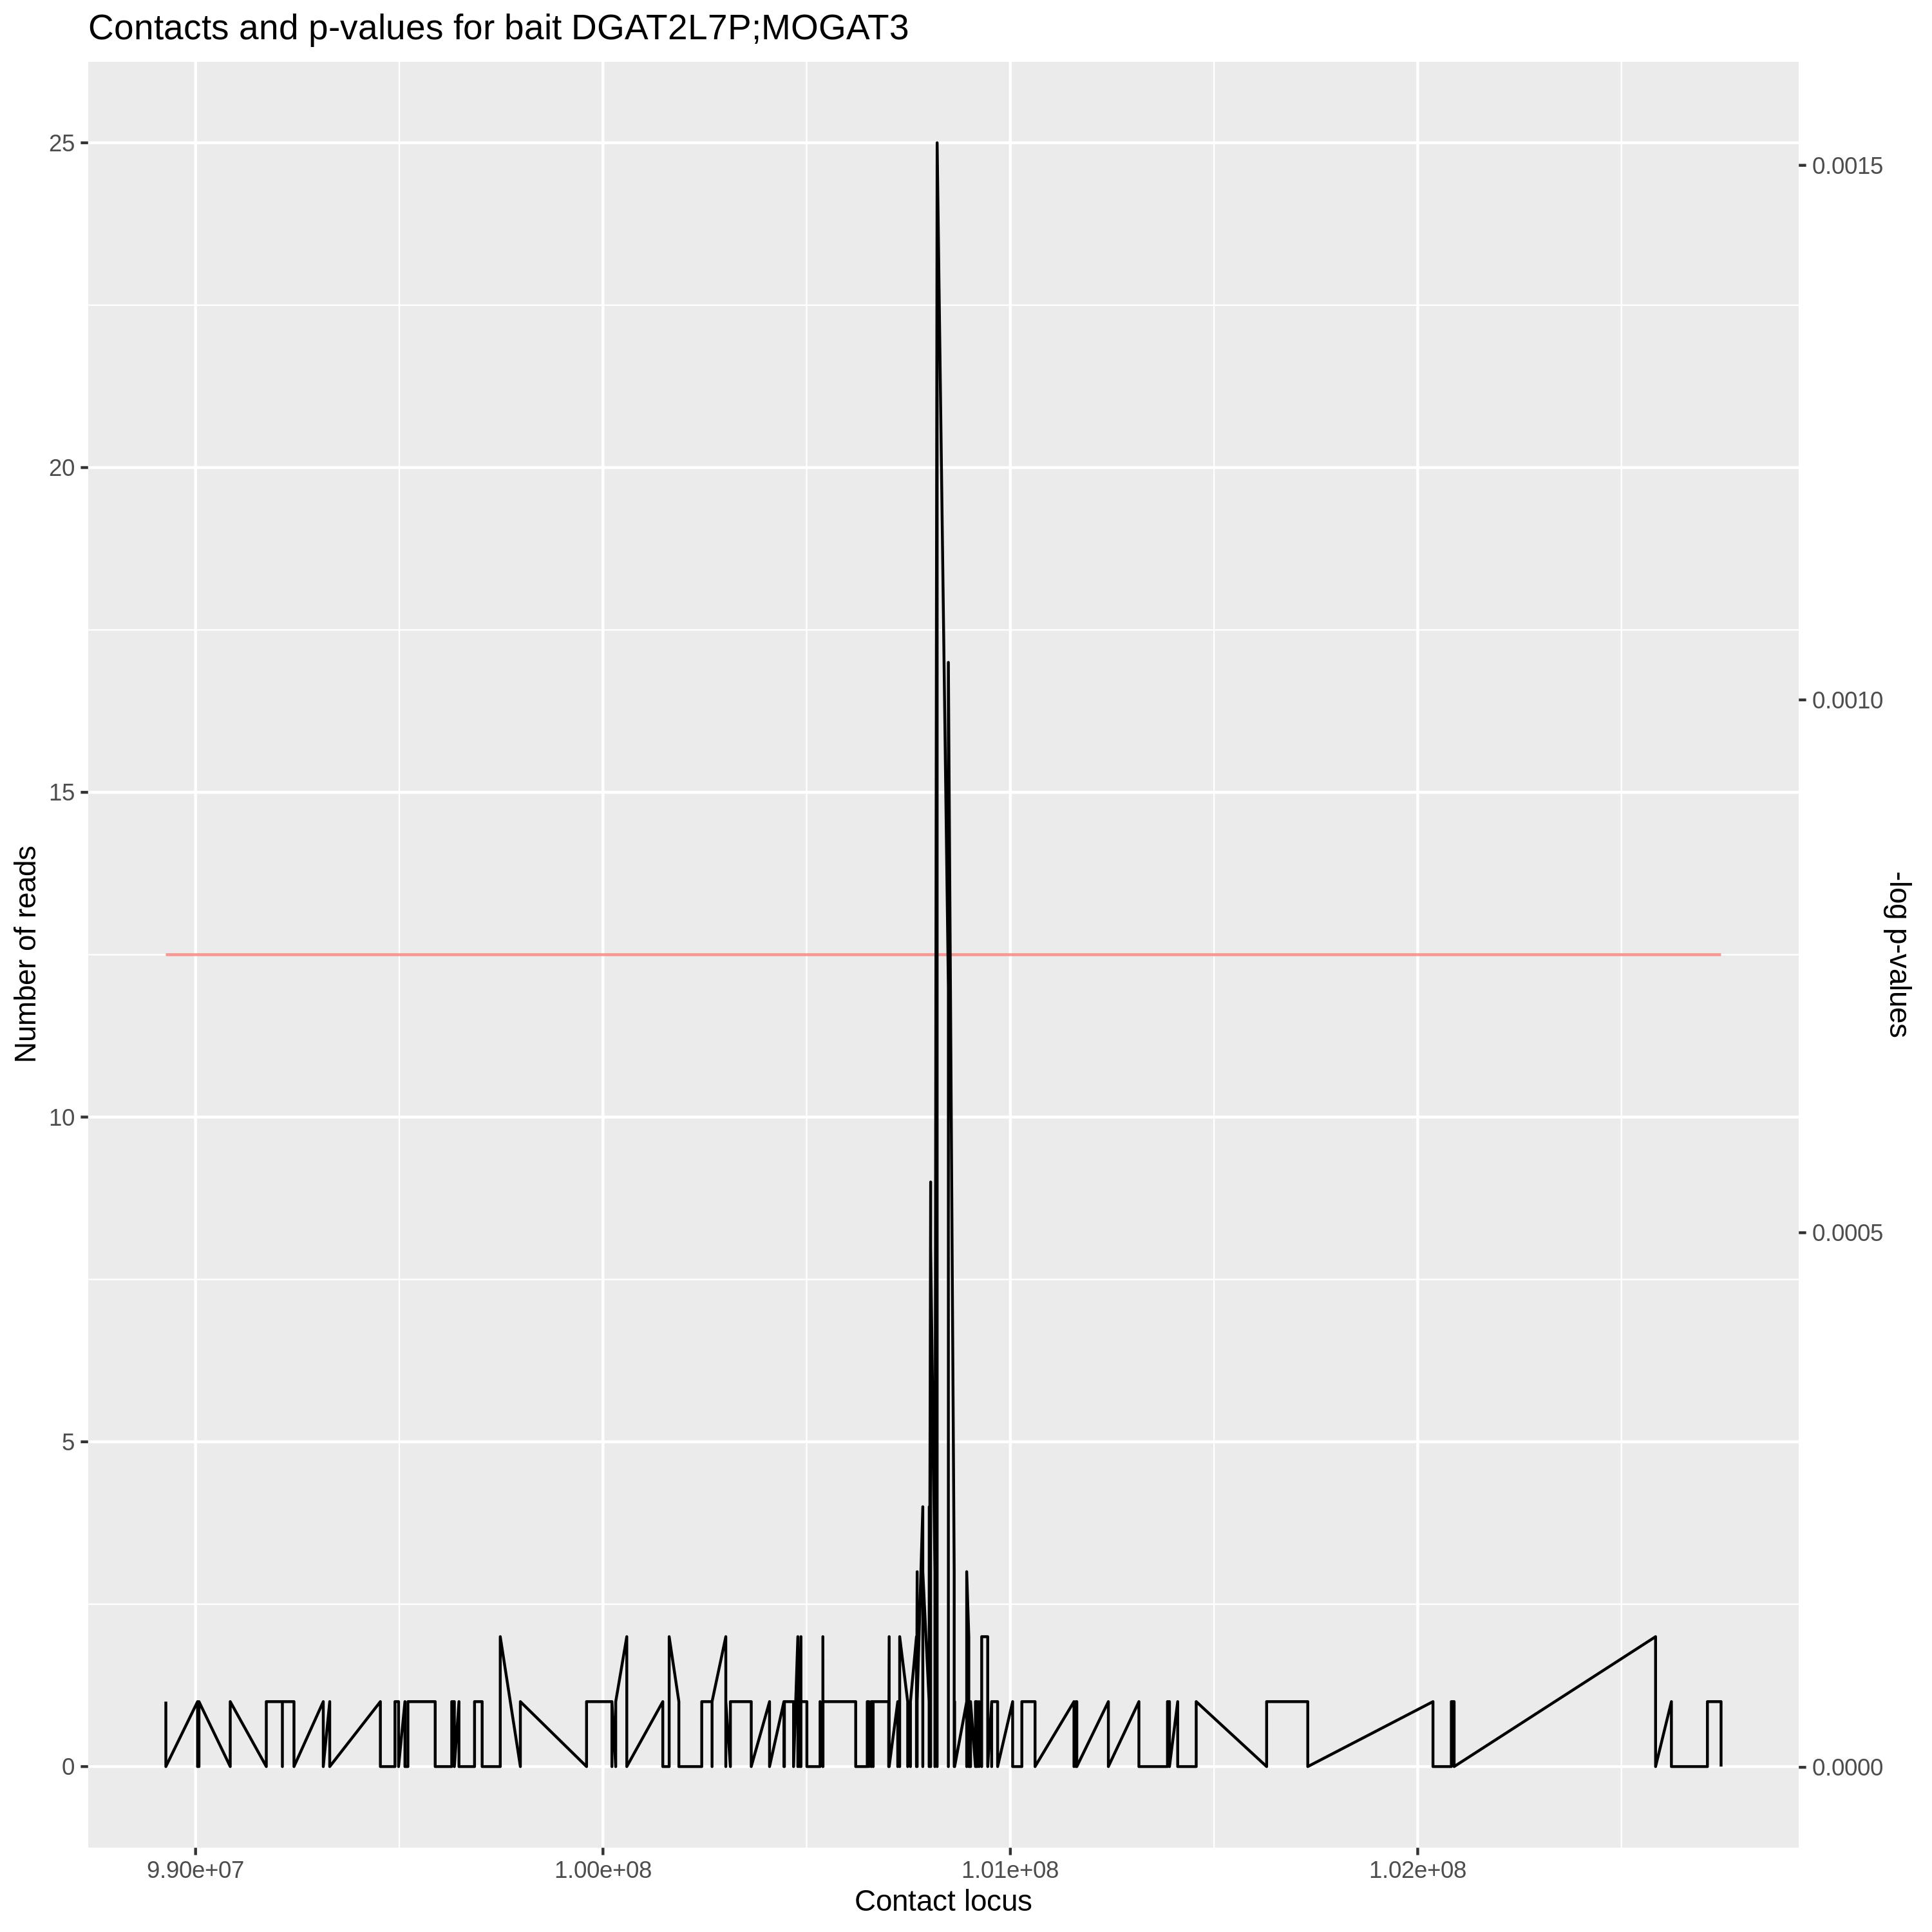 Contacts and p-values for bait DGAT2L7P;MOGAT3
25
20
15
10
5
0
Number of reads
0.0015
0.0010
0.0005
0.0000
-log p-values
9.90e+07
1.00e+08
1.01e+08
1.02e+08
Contact locus